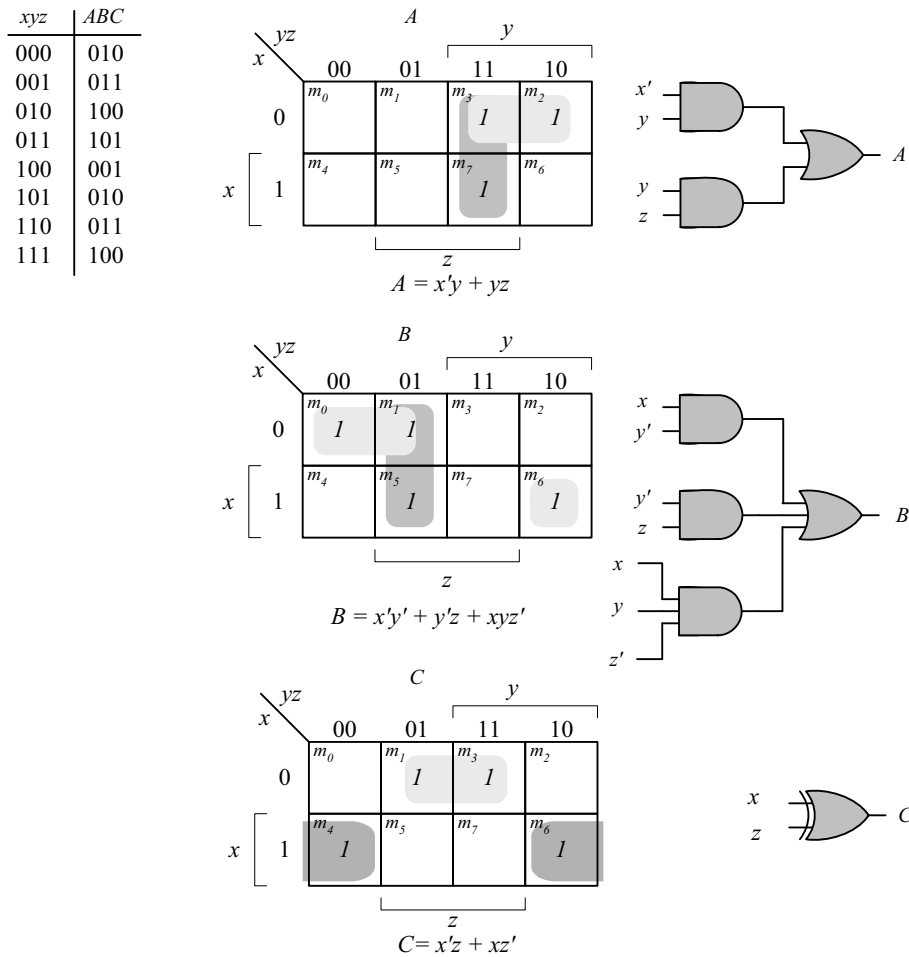 xyz ABC
000 010
001 011
010 100
011 101
100 001
101 010
110 011
111 100
A
yz
x
y
00 01 11 10
0
m0 m1 m3 1 m2 1
x 1
m4 m5 m7 1 m6
z
A = x'y + yz
x'
y
y
z
A
B
yz
x
y
00 01 11 10
0
m0 1 m1 1 m3 m2
x 1
m4 m5 1 m7 m6 1
z
B = x'y' + y'z + xyz'
x
y'
y'
z
x
y
z'
B
C
yz
x
y
00 01 11 10
0
m0 m1 1 m3 1 m2
x 1
m4 1 m5 m7 m6 1
z
C= x'z + xz'
x
z
C